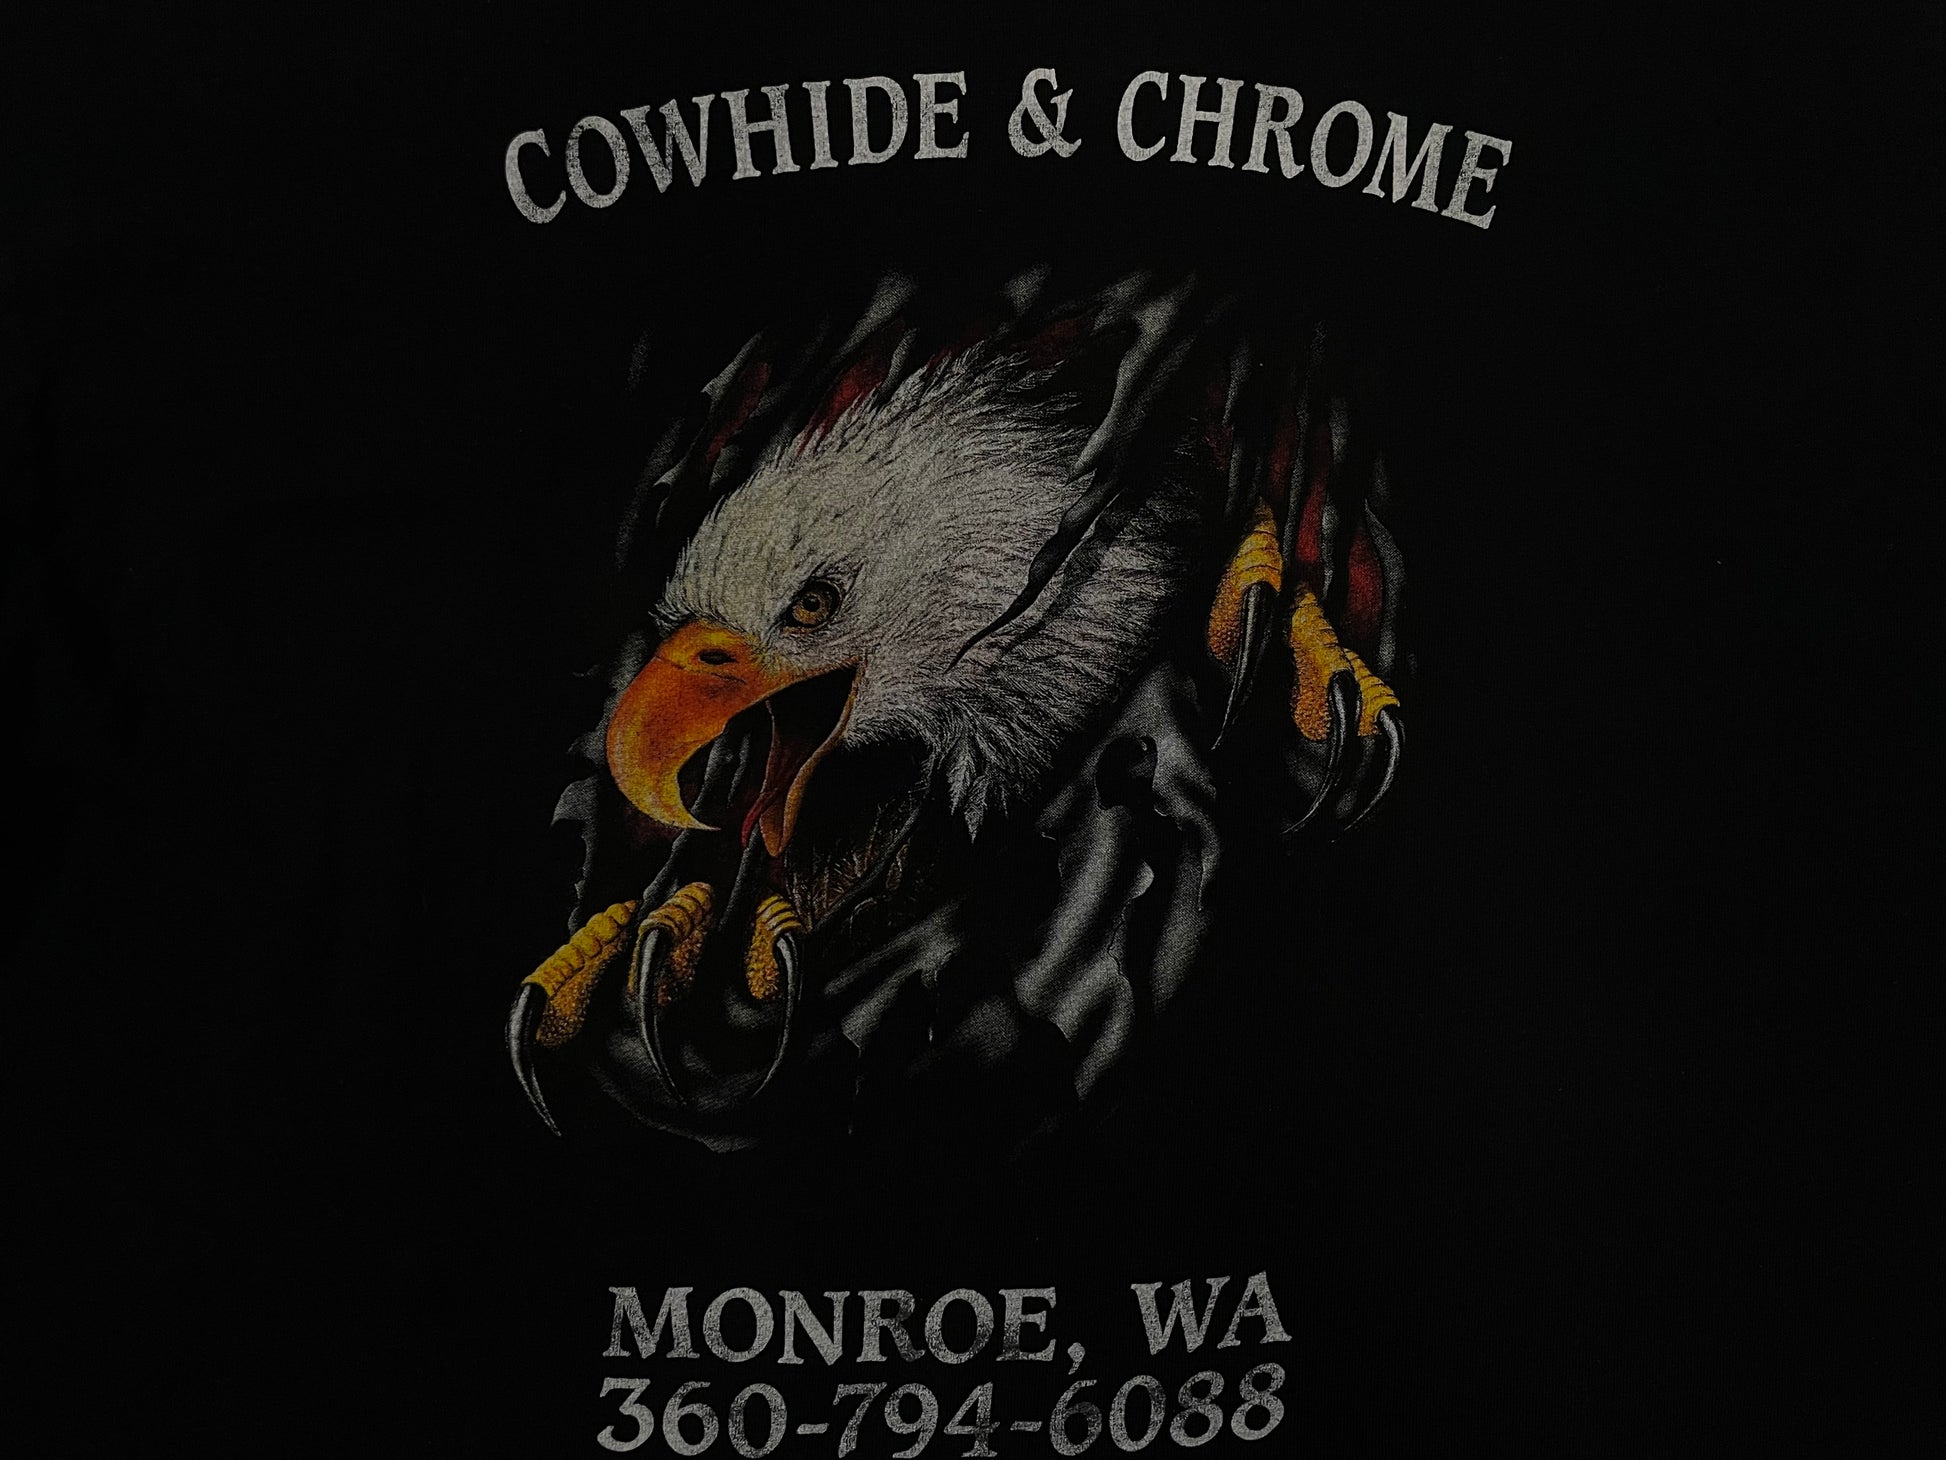 COWHIDE & CHROME
MONROE, WA
360-794-6088